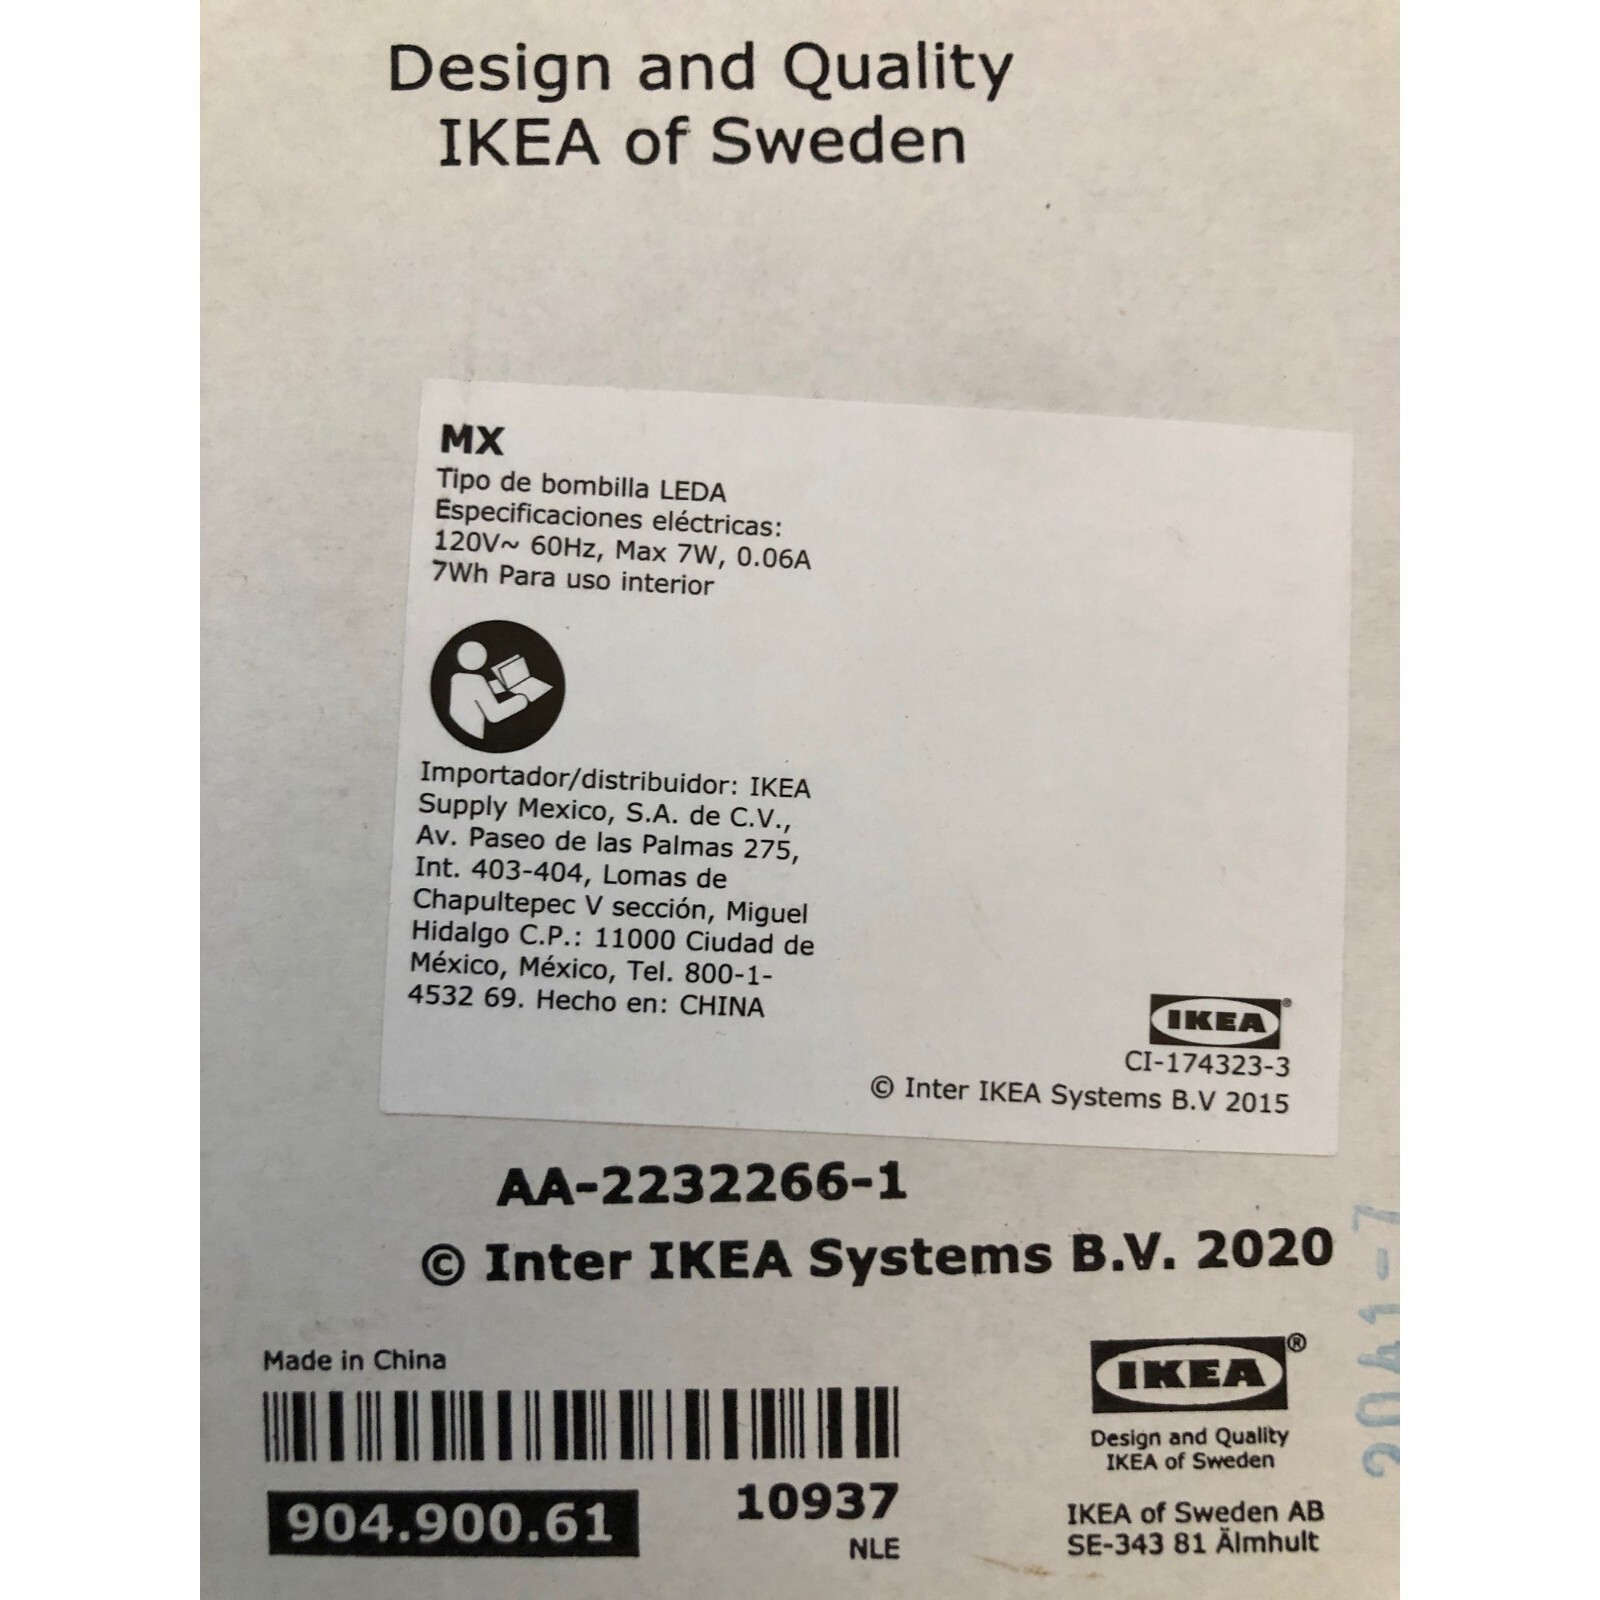 Design and Quality
IKEA of Sweden
MX
Tipo de bombilla LEDA
Especificaciones eléctricas:
120V~ 60Hz, Max 7W, 0.06A
7Wh Para uso interior
Importador/distribuidor: IKEA
Supply Mexico, S.A. de C.V.,
Av. Paseo de las Palmas 275,
Int. 403-404, Lomas de
Chapultepec V sección, Miguel
Hidalgo C.P.: 11000 Ciudad de
México, México, Tel. 800-1-
4532 69. Hecho en: CHINA
IKEA®
CI-174323-3
© Inter IKEA Systems B.V 2015
AA-2232266-1
© Inter IKEA Systems B.V. 2020
2041-7
Made in China
904.900.61
10937
NLE
IKEA®
Design and Quality
IKEA of Sweden
IKEA of Sweden AB
SE-343 81 Älmhult